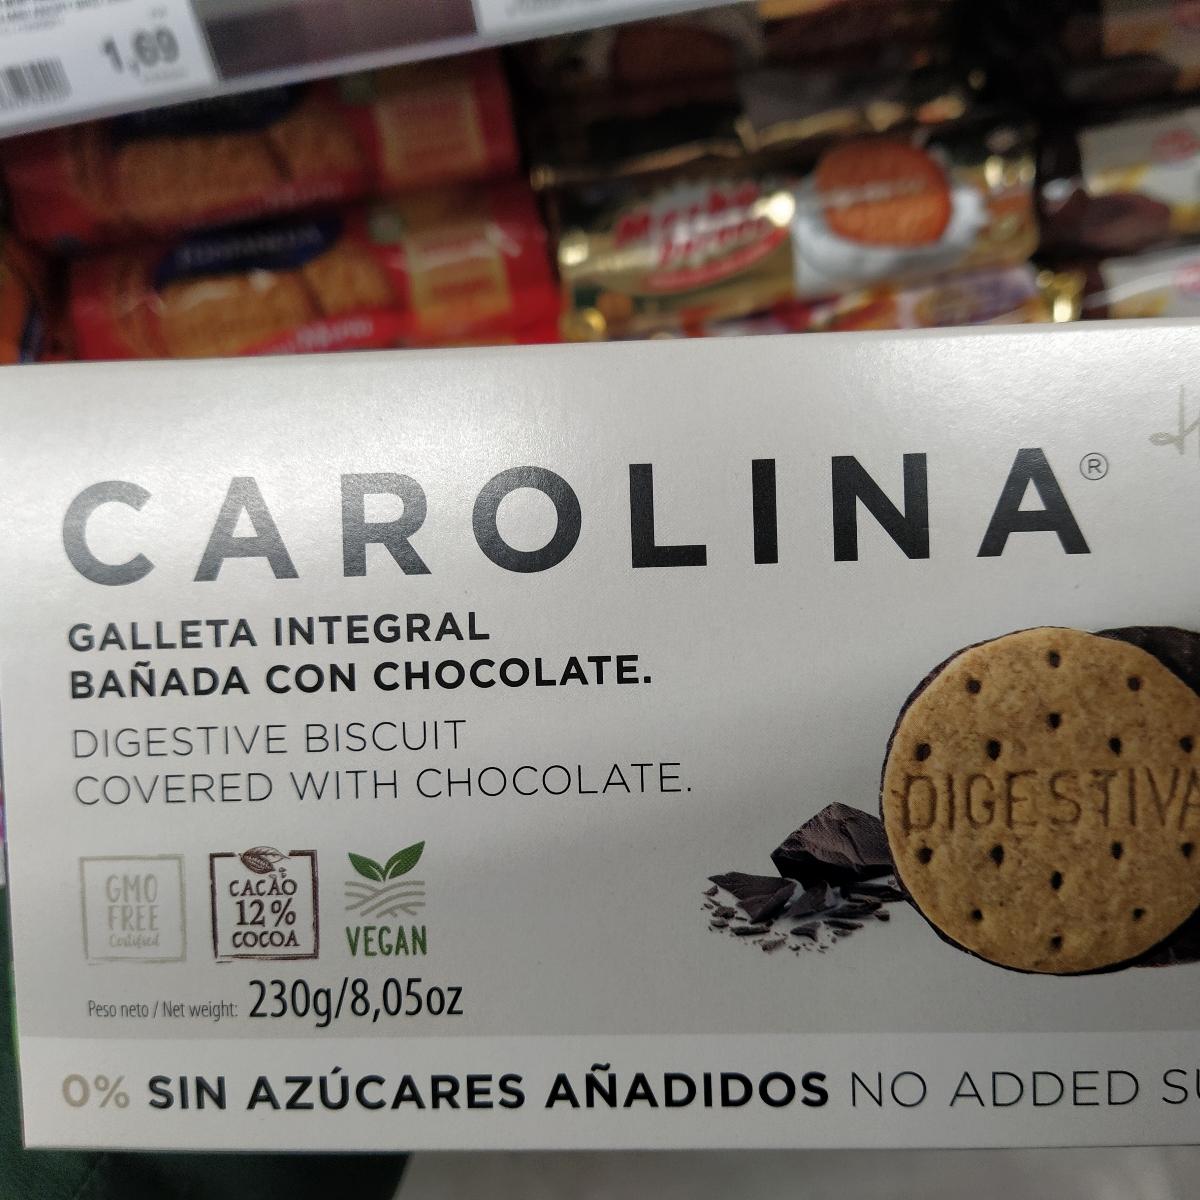 1,69
CAROLINA®
GALLETA INTEGRAL
BAÑADA CON CHOCOLATE.
DIGESTIVE BISCUIT
COVERED WITH CHOCOLATE.
DIGESTIVA
GMO
FREE
Certified
CACAO
12%
COCOA
VEGAN
Peso neto / Net weight: 230g/8,05oz
0% SIN AZÚCARES AÑADIDOS NO ADDED